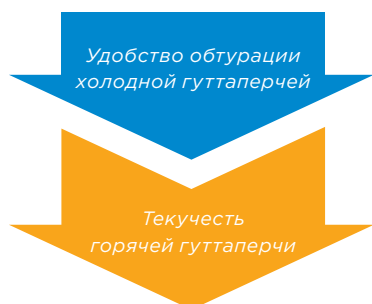 Удобство обтурации
холодной гуттаперчей
Текучесть
горячей гуттаперчи